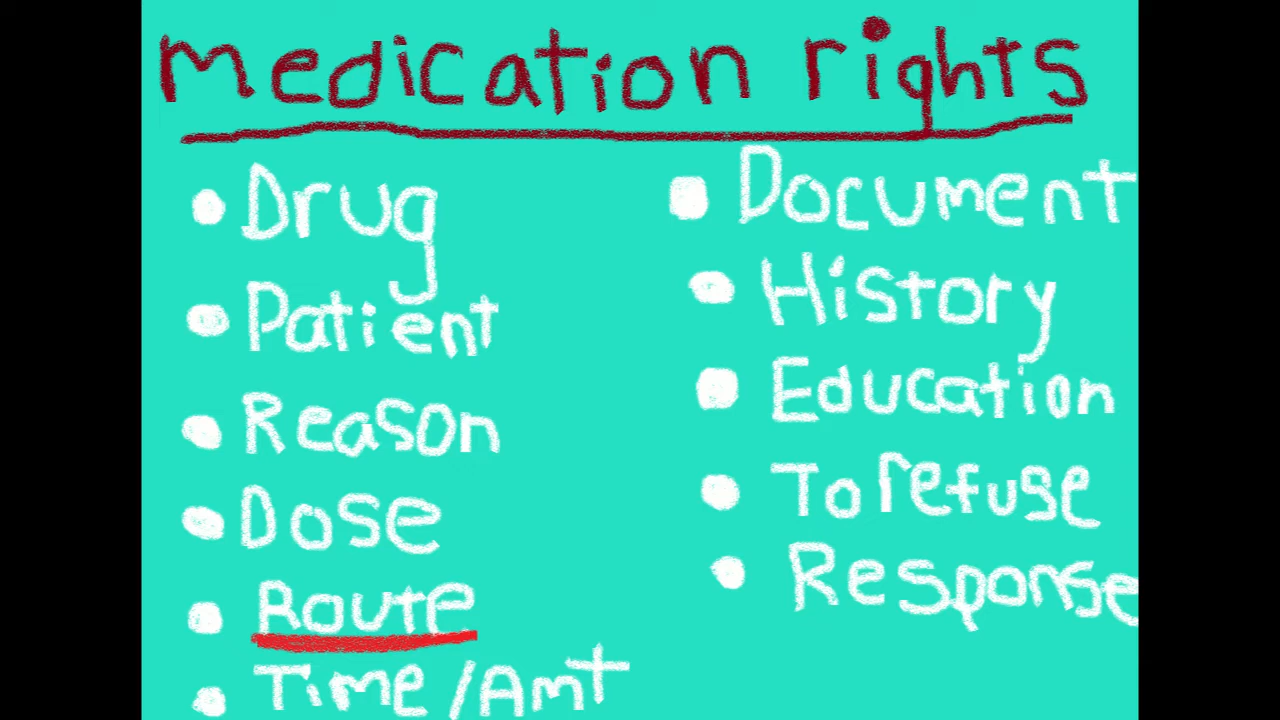 medication rights
• Drug
• Patient
• Reason
• Dose
• Route
• Time/Amt
• Document
• History
• Education
• To refuse
• Response